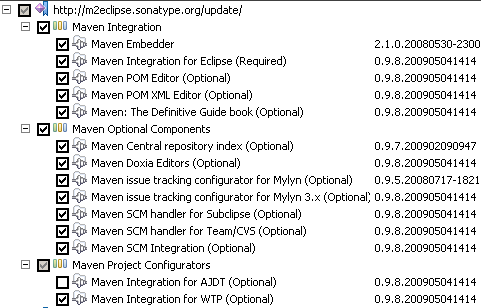 http://m2eclipse.sonatype.org/update/
Maven Integration
Maven Embedder 2.1.0.20080530-2300
Maven Integration for Eclipse (Required) 0.9.8.200905041414
Maven POM Editor (Optional) 0.9.8.200905041414
Maven POM XML Editor (Optional) 0.9.8.200905041414
Maven: The Definitive Guide book (Optional) 0.9.8.200905041414
Maven Optional Components
Maven Central repository index (Optional) 0.9.7.200902090947
Maven Doxia Editors (Optional) 0.9.8.200905041414
Maven issue tracking configurator for Mylyn (Optional) 0.9.5.20080717-1821
Maven issue tracking configurator for Mylyn 3.x (Optional) 0.9.8.200905041414
Maven SCM handler for Subclipse (Optional) 0.9.8.200905041414
Maven SCM handler for Team/CVS (Optional) 0.9.8.200905041414
Maven SCM Integration (Optional) 0.9.8.200905041414
Maven Project Configurators
Maven Integration for AJDT (Optional) 0.9.8.200905041414
Maven Integration for WTP (Optional) 0.9.8.200905041414